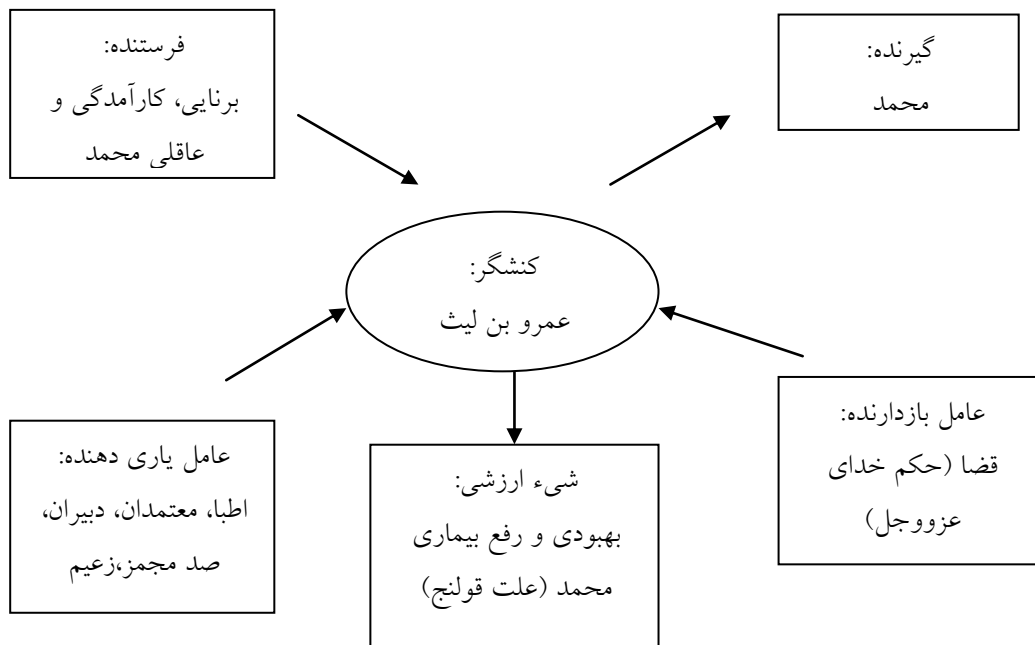 گیرنده:
محمد
فرستنده:
برنایی، کارآمدگی و
عاقلی محمد
کنشگر:
عمرو بن لیث
عامل بازدارنده:
قضا (حکم خدای
عزووجل)
شیء ارزشی:
بهبودی و رفع بیماری
محمد (علت قولنج)
عامل یاری دهنده:
اطبا، معتمدان، دبیران،
صد مجمز،زعیم